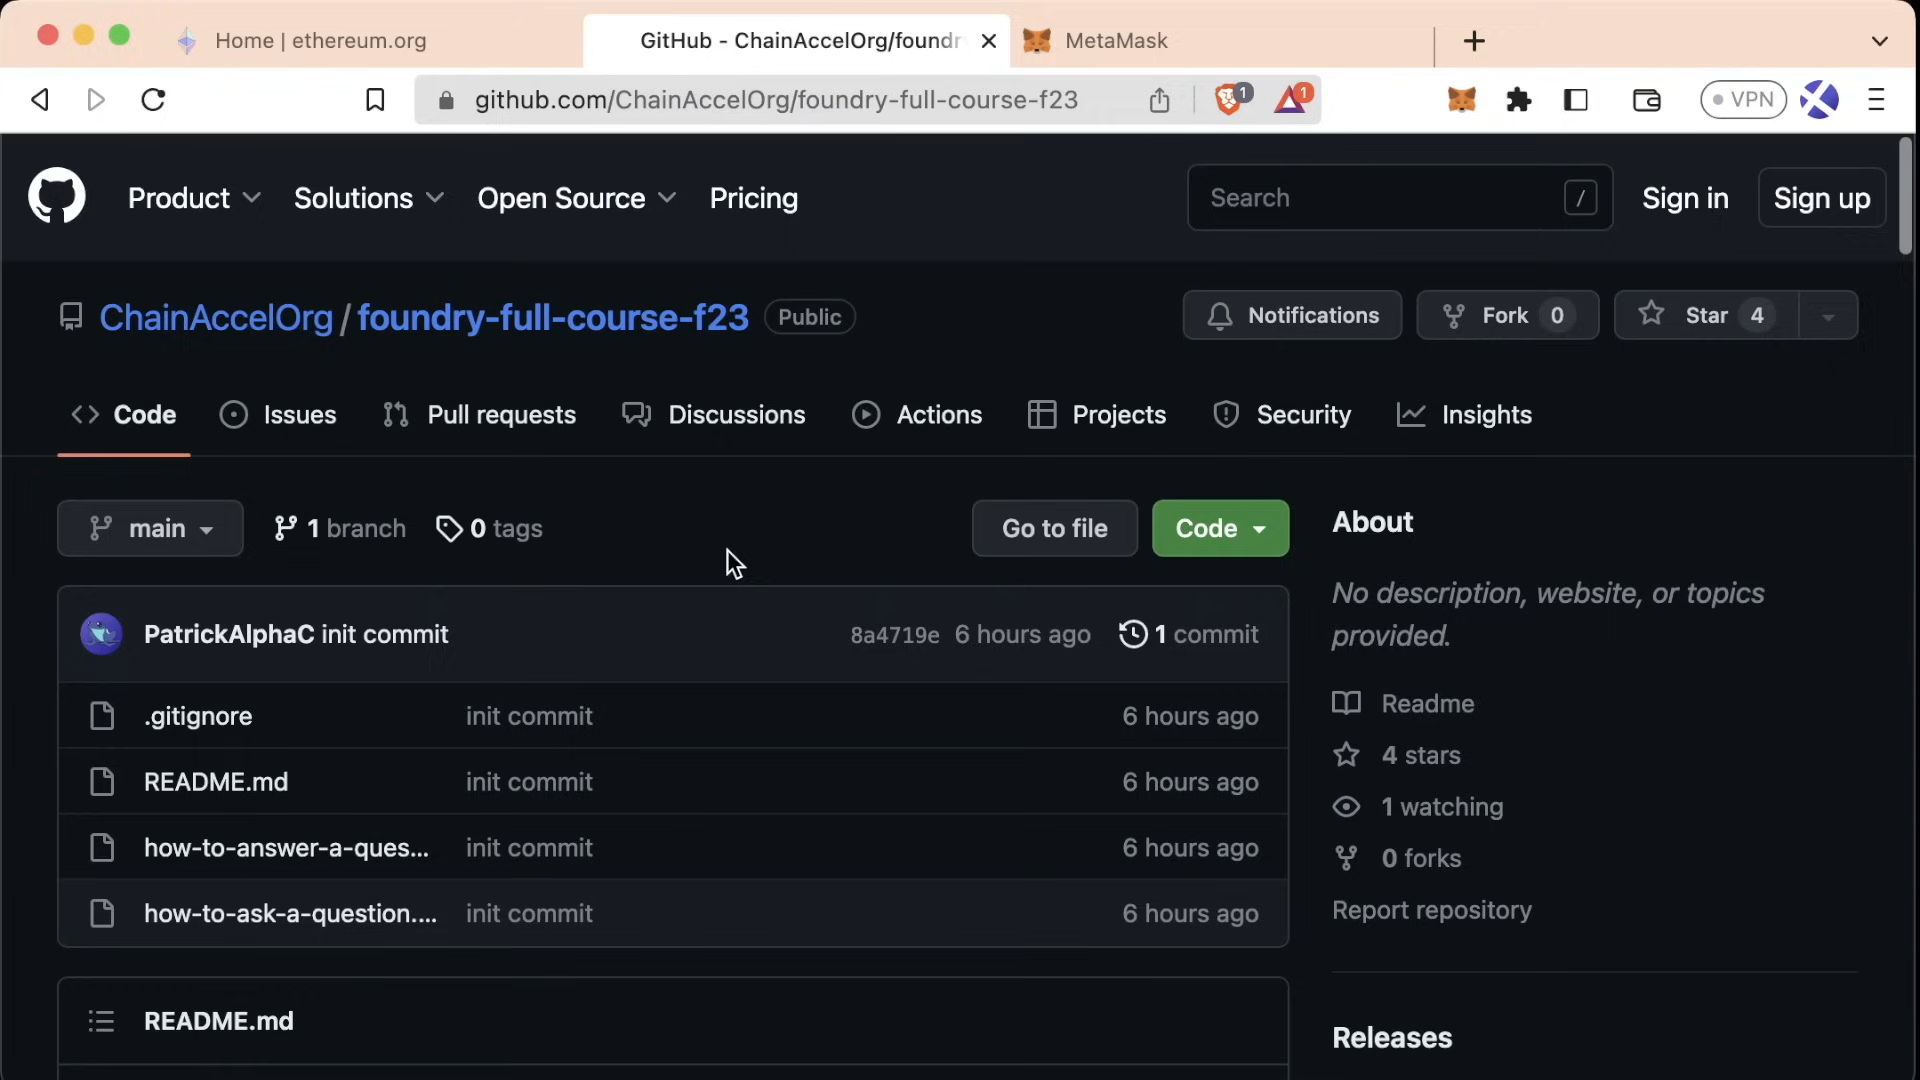 Home | ethereum.org
GitHub - ChainAccelOrg/foundr
MetaMask
github.com/ChainAccelOrg/foundry-full-course-f23
1
1
VPN
Product
Solutions
Open Source
Pricing
Search
/
Sign in
Sign up
ChainAccelOrg / foundry-full-course-f23
Public
Notifications
Fork 0
Star 4
Code
Issues
Pull requests
Discussions
Actions
Projects
Security
Insights
main
1 branch
0 tags
Go to file
Code
About
No description, website, or topics
provided.
PatrickAlphaC init commit
8a4719e 6 hours ago
1 commit
.gitignore
init commit
6 hours ago
README.md
init commit
6 hours ago
how-to-answer-a-ques...
init commit
6 hours ago
how-to-ask-a-question....
init commit
6 hours ago
Readme
4 stars
1 watching
0 forks
Report repository
README.md
Releases